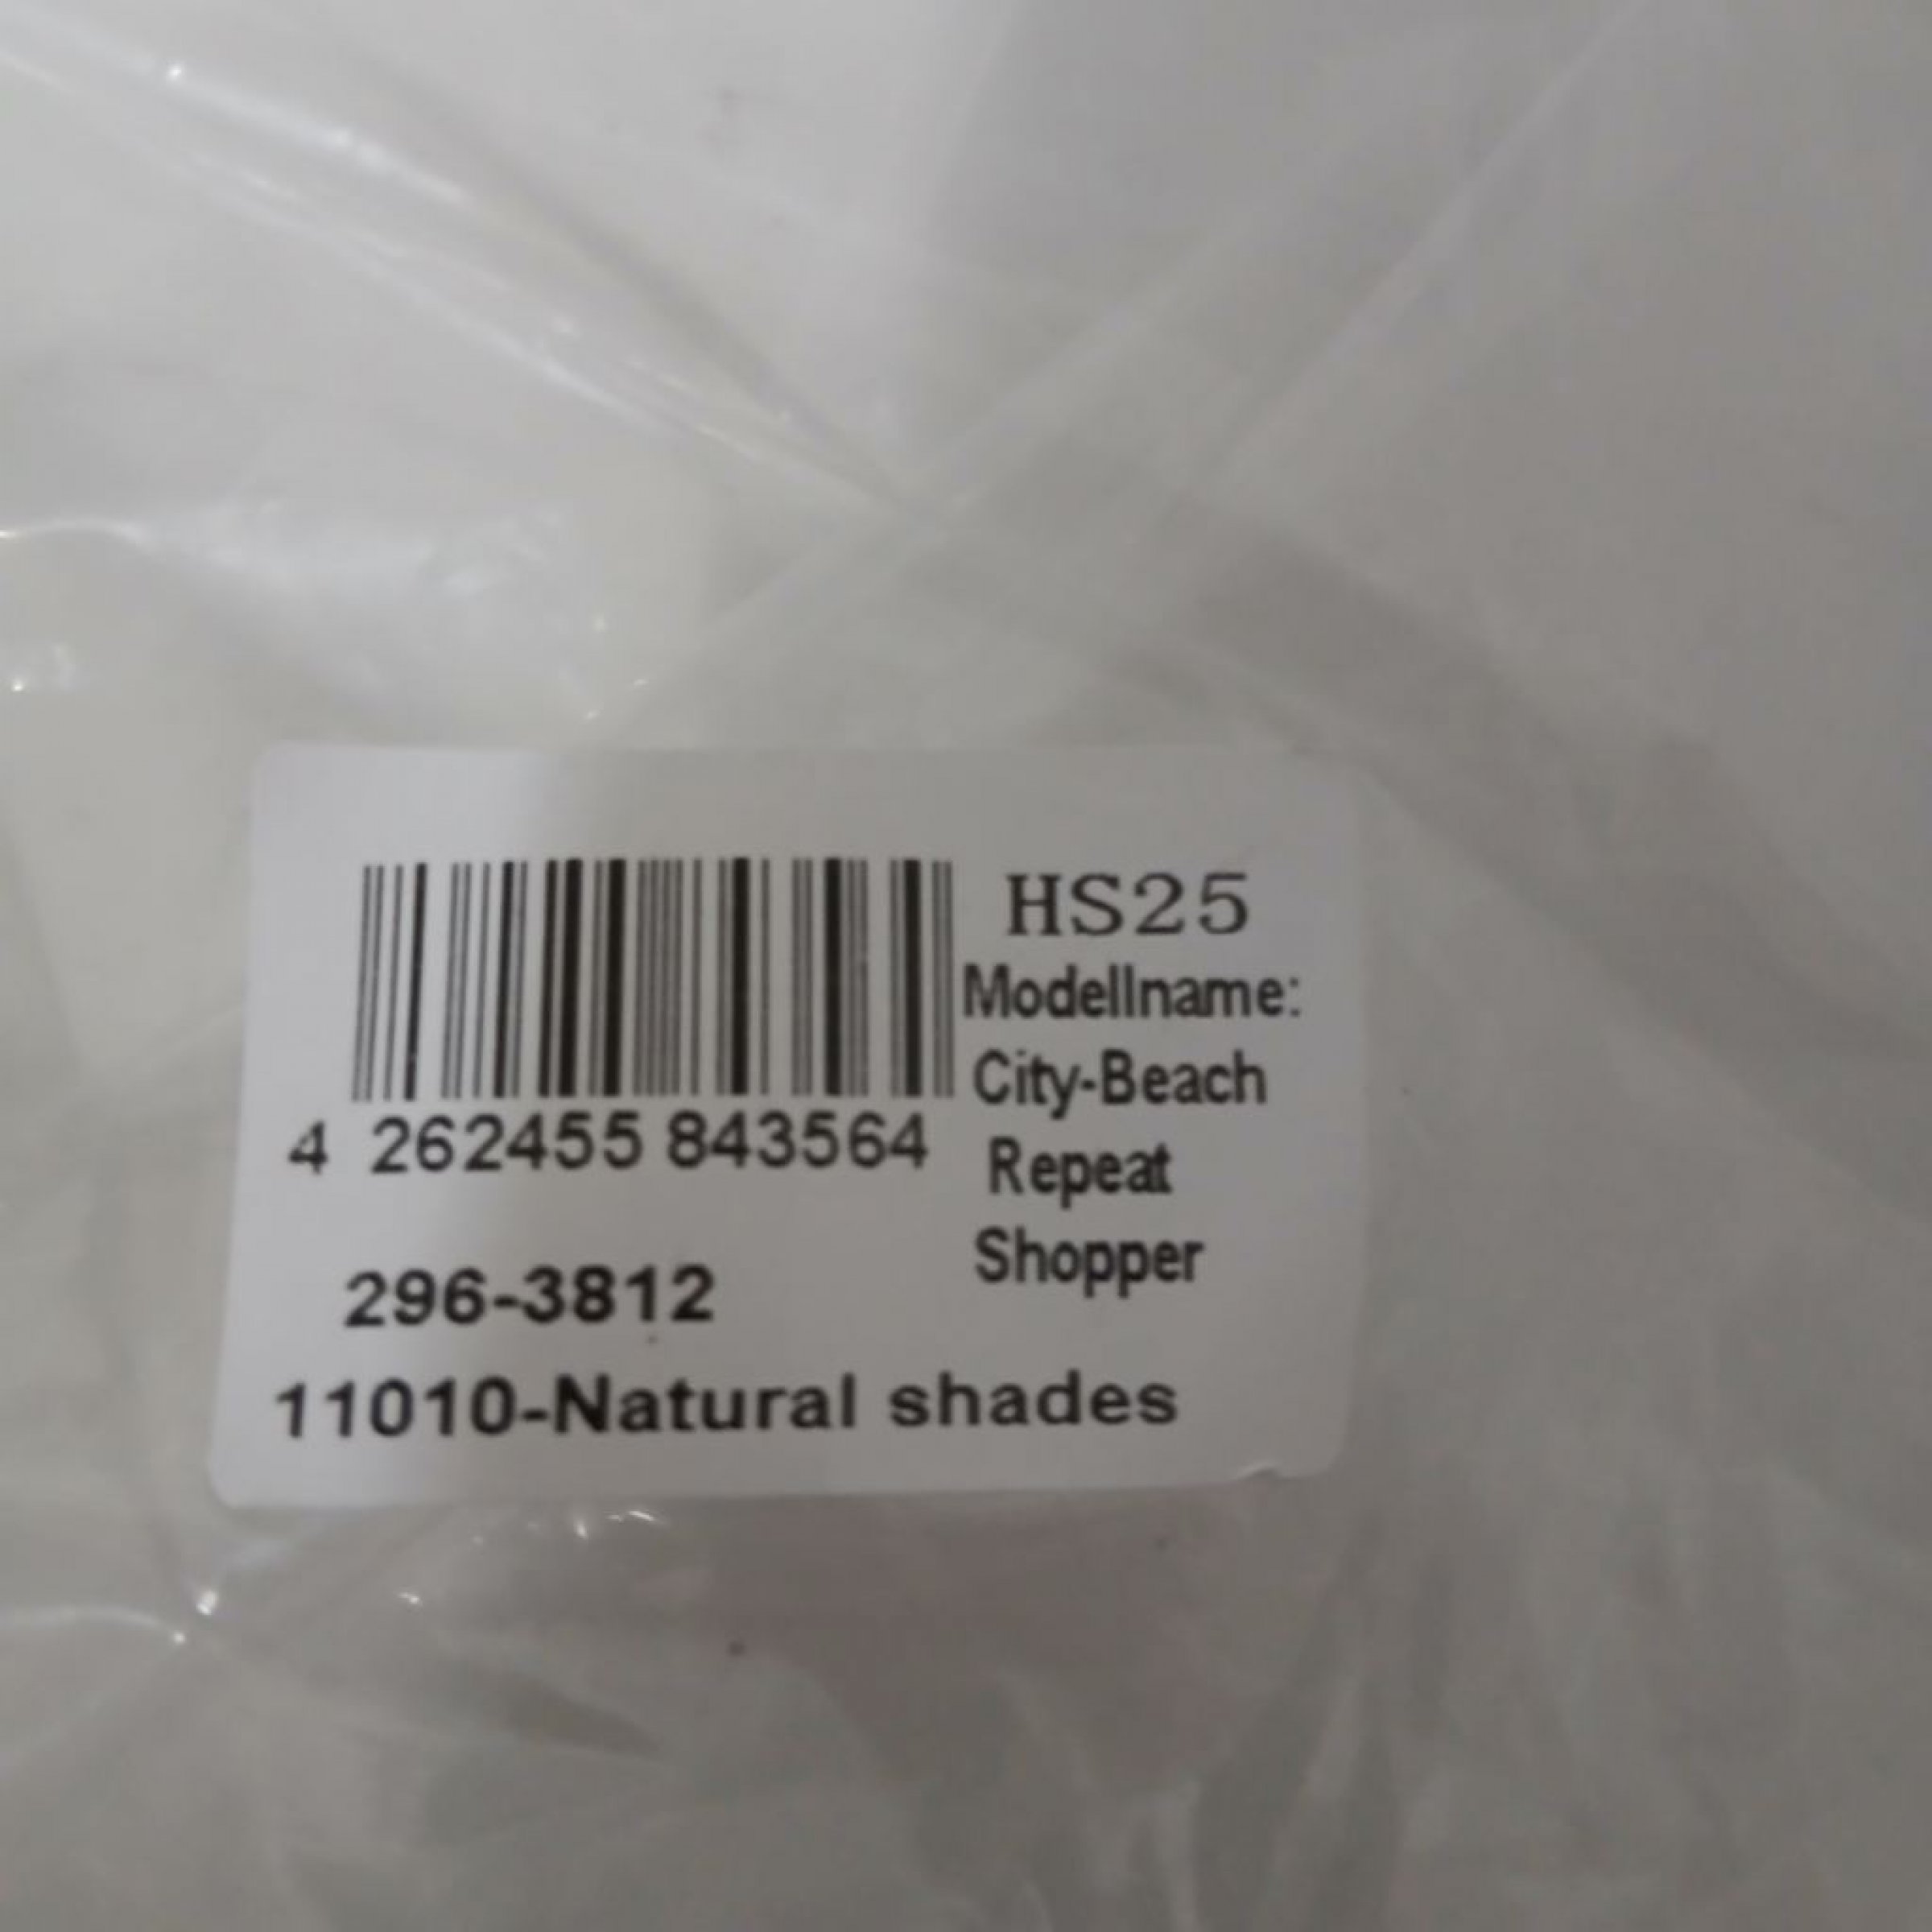 HS25
Modellname:
City-Beach
Repeat
Shopper
4 262455 843564
296-3812
11010-Natural shades